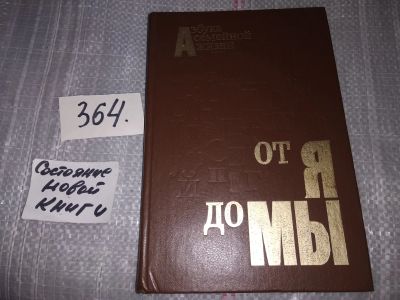 Азбука
семейной
жизни
364.
от Я
до МЫ
Состояние
новой
книги